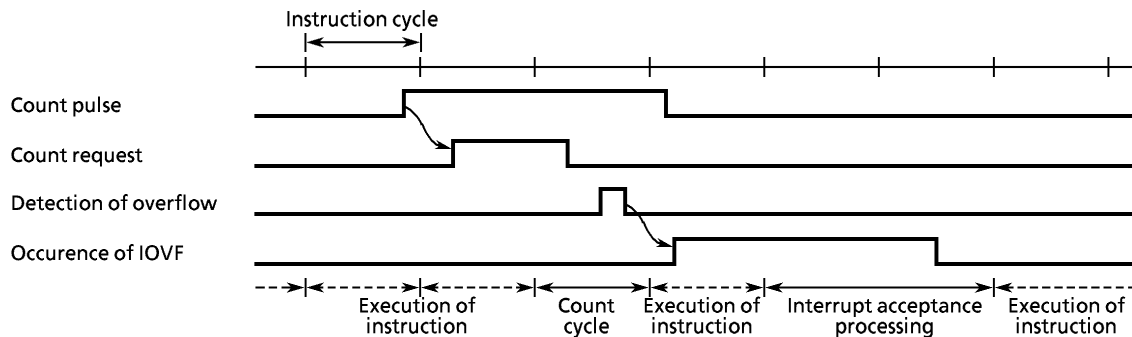 Instruction cycle
Count pulse
Count request
Detection of overflow
Occurence of IOVF
Execution of
instruction
Count
cycle
Execution of
instruction
Interrupt acceptance
processing
Execution of
instruction